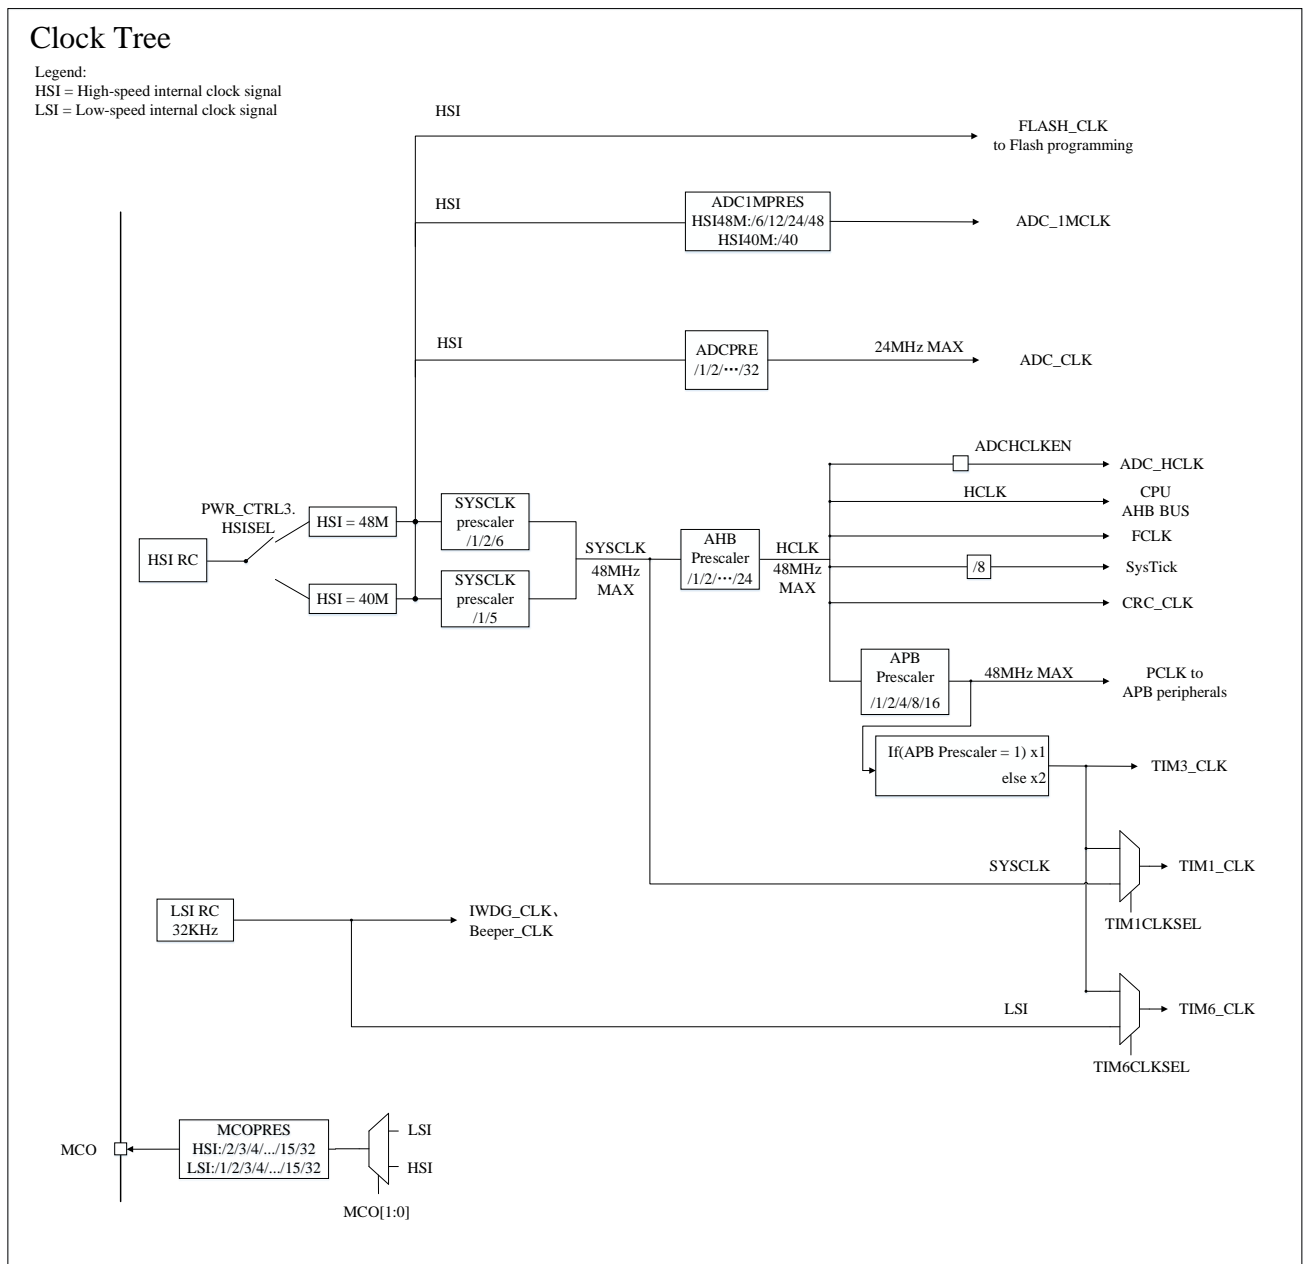 Clock Tree
Legend:
HSI = High-speed internal clock signal
LSI = Low-speed internal clock signal
HSI
FLASH_CLK
to Flash programming
HSI
ADC1MPRES
HSI48M:/6/12/24/48
HSI40M:/40
ADC_1MCLK
HSI
ADCPRE
/1/2/···/32
24MHz MAX
ADC_CLK
ADCHCLKEN
ADC_HCLK
HCLK
CPU
AHB BUS
FCLK
/8
SysTick
CRC_CLK
PWR_CTRL3.
HSISEL
HSI RC
HSI = 48M
HSI = 40M
SYSCLK
prescaler
/1/2/6
SYSCLK
prescaler
/1/5
SYSCLK
48MHz
MAX
AHB
Prescaler
/1/2/···/24
HCLK
48MHz
MAX
APB
Prescaler
/1/2/4/8/16
48MHz MAX
PCLK to
APB peripherals
If(APB Prescaler = 1) x1
else x2
TIM3_CLK
SYSCLK
TIM1_CLK
TIM1CLKSEL
LSI RC
32KHz
IWDG_CLK、
Beeper_CLK
LSI
TIM6_CLK
TIM6CLKSEL
MCO
MCOPRES
HSI:/2/3/4/.../15/32
LSI:/1/2/3/4/.../15/32
LSI
HSI
MCO[1:0]